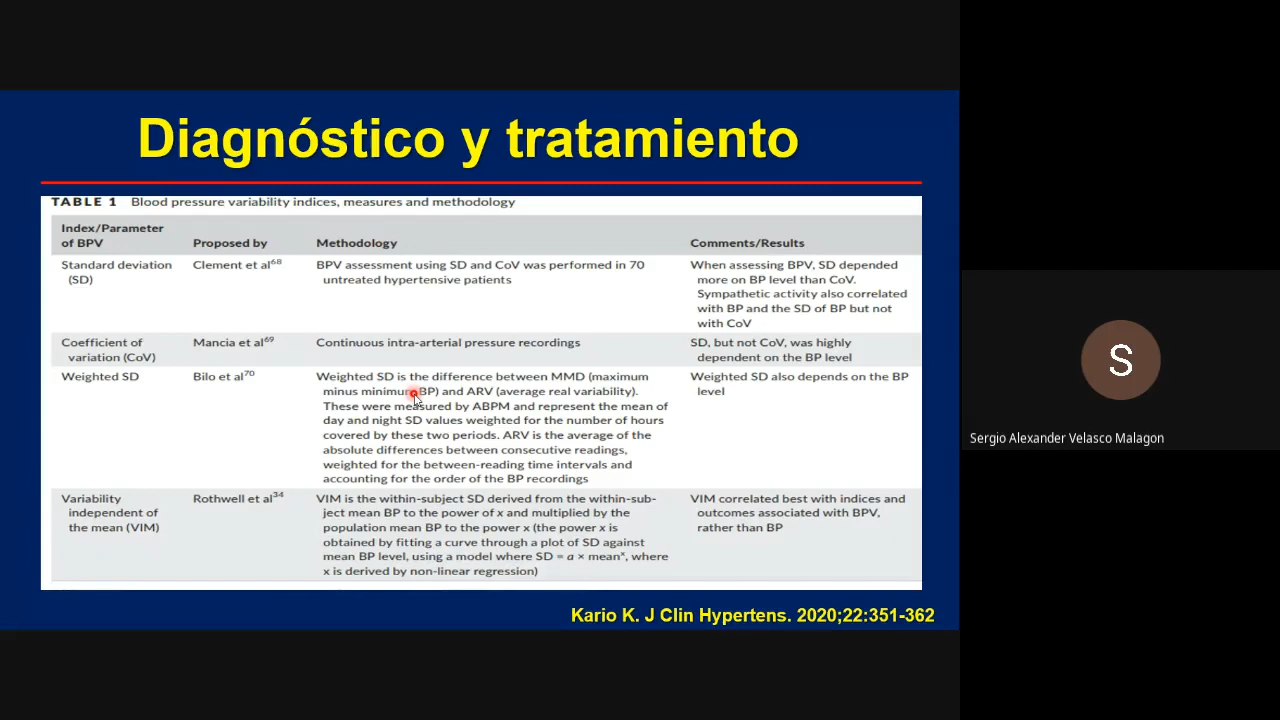 Diagnóstico y tratamiento
TABLE 1 Blood pressure variability indices, measures and methodology
Index/Parameter of BPV
Proposed by
Methodology
Comments/Results
Standard deviation (SD)
Clement et al68
BPV assessment using SD and CoV was performed in 70
untreated hypertensive patients
When assessing BPV, SD depended
more on BP level than CoV.
Sympathetic activity also correlated
with BP and the SD of BP but not
with CoV
Coefficient of
variation (CoV)
Mancia et al69
Continuous intra-arterial pressure recordings
SD, but not CoV, was highly
dependent on the BP level
Weighted SD
Bilo et al70
Weighted SD is the difference between MMD (maximum
minus minimum BP) and ARV (average real variability).
These were measured by ABPM and represent the mean of
day and night SD values weighted for the number of hours
covered by these two periods. ARV is the average of the
absolute differences between consecutive readings,
weighted for the between-reading time intervals and
accounting for the order of the BP recordings
Weighted SD also depends on the BP
level
Variability
independent of
the mean (VIM)
Rothwell et al34
VIM is the within-subject SD derived from the within-sub-
ject mean BP to the power of x and multiplied by the
population mean BP to the power x (the power x is
obtained by fitting a curve through a plot of SD against
mean BP level, using a model where SD = a × meanx, where
x is derived by non-linear regression)
VIM correlated best with indices and
outcomes associated with BPV,
rather than BP
Kario K. J Clin Hypertens. 2020;22:351-362
S
Sergio Alexander Velasco Malagon